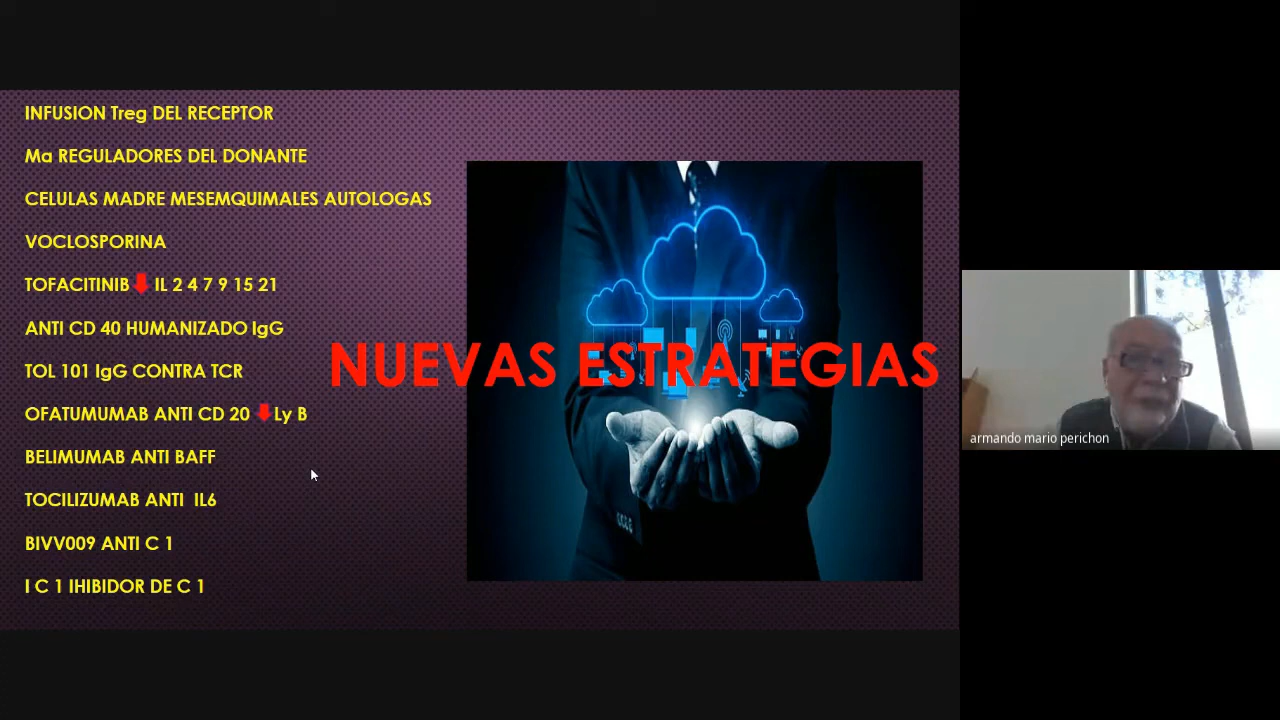 INFUSION Treg DEL RECEPTOR
Ma REGULADORES DEL DONANTE
CELULAS MADRE MESEMQUIMALES AUTOLOGAS
VOCLOSPORINA
TOFACITINIB IL 2 4 7 9 15 21
ANTI CD 40 HUMANIZADO IgG
TOL 101 IgG CONTRA TCR
OFATUMUMAB ANTI CD 20 Ly B
BELIMUMAB ANTI BAFF
TOCILIZUMAB ANTI IL6
BIVV009 ANTI C 1
I C 1 IHIBIDOR DE C 1
NUEVAS ESTRATEGIAS
armando mario perichon